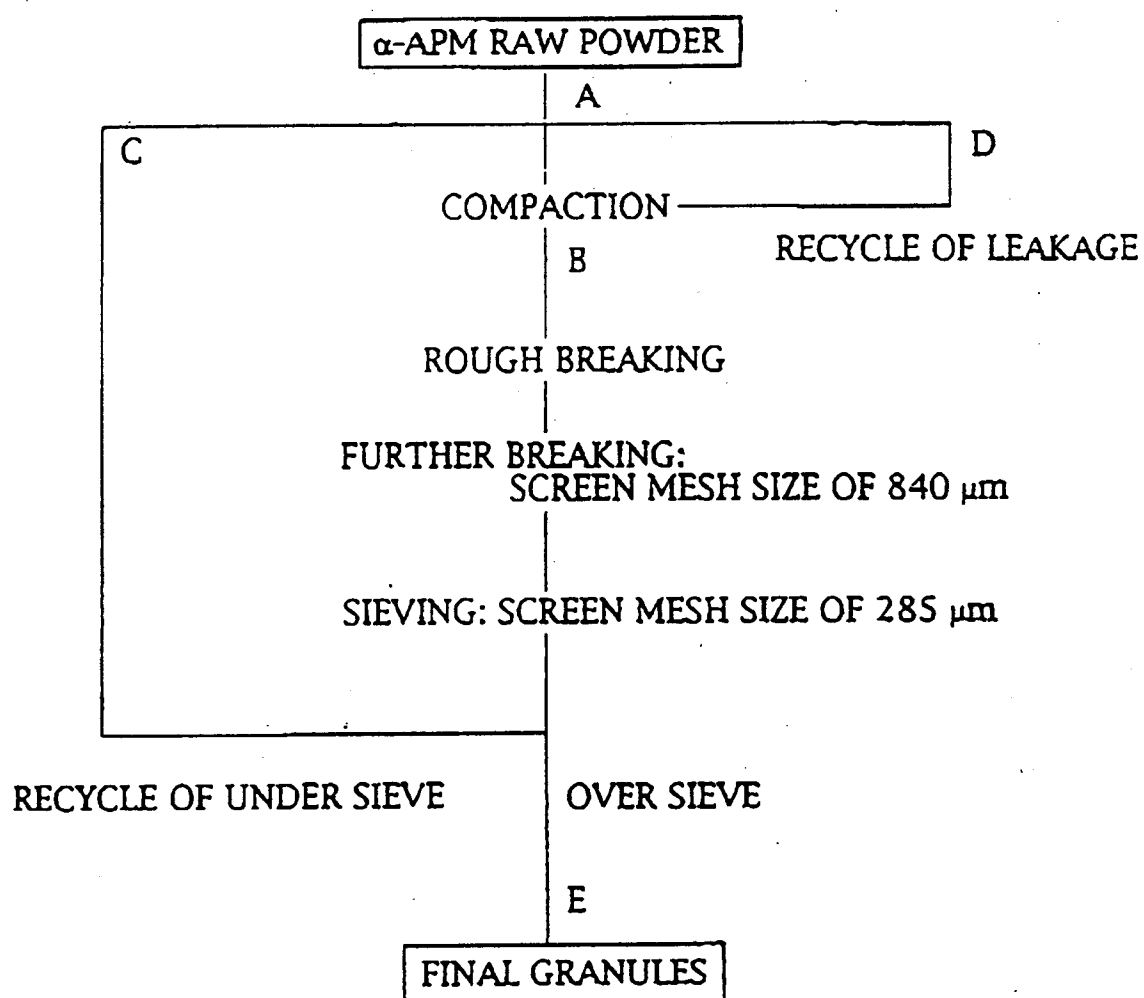 α-APM RAW POWDER
A
C
D
COMPACTION
RECYCLE OF LEAKAGE
B
ROUGH BREAKING
FURTHER BREAKING:
SCREEN MESH SIZE OF 840 μm
SIEVING: SCREEN MESH SIZE OF 285 μm
RECYCLE OF UNDER SIEVE
OVER SIEVE
E
FINAL GRANULES